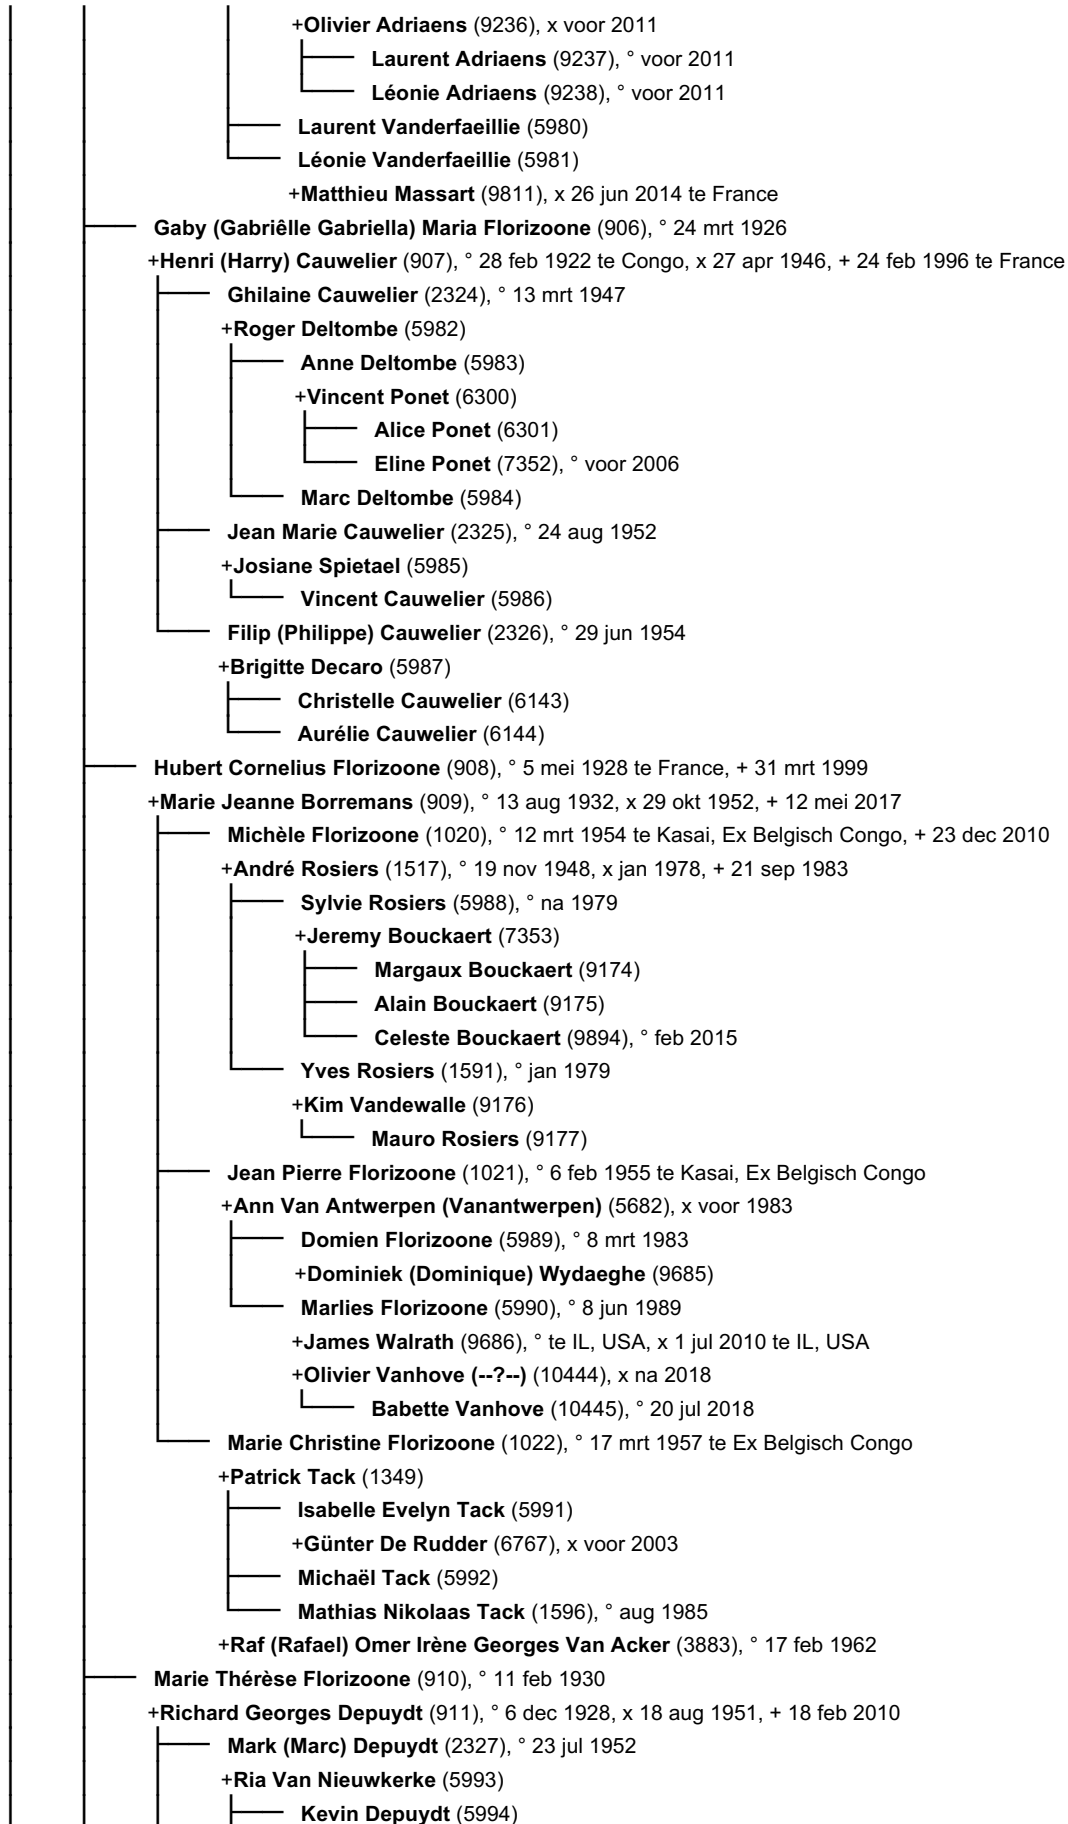 +Olivier Adriaens (9236), x voor 2011
Laurent Adriaens (9237), ° voor 2011
Léonie Adriaens (9238), ° voor 2011
Laurent Vanderfaeillie (5980)
Léonie Vanderfaeillie (5981)
+Matthieu Massart (9811), x 26 jun 2014 te France
Gaby (Gabriêlle Gabriella) Maria Florizoone (906), ° 24 mrt 1926
+Henri (Harry) Cauwelier (907), ° 28 feb 1922 te Congo, x 27 apr 1946, + 24 feb 1996 te France
Ghilaine Cauwelier (2324), ° 13 mrt 1947
+Roger Deltombe (5982)
Anne Deltombe (5983)
+Vincent Ponet (6300)
Alice Ponet (6301)
Eline Ponet (7352), ° voor 2006
Marc Deltombe (5984)
Jean Marie Cauwelier (2325), ° 24 aug 1952
+Josiane Spietael (5985)
Vincent Cauwelier (5986)
Filip (Philippe) Cauwelier (2326), ° 29 jun 1954
+Brigitte Decaro (5987)
Christelle Cauwelier (6143)
Aurélie Cauwelier (6144)
Hubert Cornelius Florizoone (908), ° 5 mei 1928 te France, + 31 mrt 1999
+Marie Jeanne Borremans (909), ° 13 aug 1932, x 29 okt 1952, + 12 mei 2017
Michèle Florizoone (1020), ° 12 mrt 1954 te Kasai, Ex Belgisch Congo, + 23 dec 2010
+André Rosiers (1517), ° 19 nov 1948, x jan 1978, + 21 sep 1983
Sylvie Rosiers (5988), ° na 1979
+Jeremy Bouckaert (7353)
Margaux Bouckaert (9174)
Alain Bouckaert (9175)
Celeste Bouckaert (9894), ° feb 2015
Yves Rosiers (1591), ° jan 1979
+Kim Vandewalle (9176)
Mauro Rosiers (9177)
Jean Pierre Florizoone (1021), ° 6 feb 1955 te Kasai, Ex Belgisch Congo
+Ann Van Antwerpen (Vanantwerpen) (5682), x voor 1983
Domien Florizoone (5989), ° 8 mrt 1983
+Dominiek (Dominique) Wydaeghe (9685)
Marlies Florizoone (5990), ° 8 jun 1989
+James Walrath (9686), ° te IL, USA, x 1 jul 2010 te IL, USA
+Olivier Vanhove (--?--) (10444), x na 2018
Babette Vanhove (10445), ° 20 jul 2018
Marie Christine Florizoone (1022), ° 17 mrt 1957 te Ex Belgisch Congo
+Patrick Tack (1349)
Isabelle Evelyn Tack (5991)
+Günter De Rudder (6767), x voor 2003
Michaël Tack (5992)
Mathias Nikolaas Tack (1596), ° aug 1985
+Raf (Rafael) Omer Irène Georges Van Acker (3883), ° 17 feb 1962
Marie Thérèse Florizoone (910), ° 11 feb 1930
+Richard Georges Depuydt (911), ° 6 dec 1928, x 18 aug 1951, + 18 feb 2010
Mark (Marc) Depuydt (2327), ° 23 jul 1952
+Ria Van Nieuwkerke (5993)
Kevin Depuydt (5994)